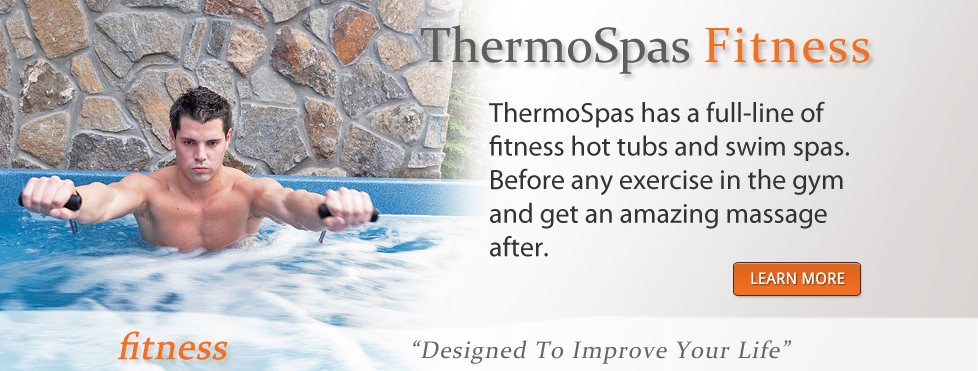 ThermoSpas Fitness
ThermoSpas has a full-line of
fitness hot tubs and swim spas.
Before any exercise in the gym
and get an amazing massage
after.
LEARN MORE
fitness
“Designed To Improve Your Life”